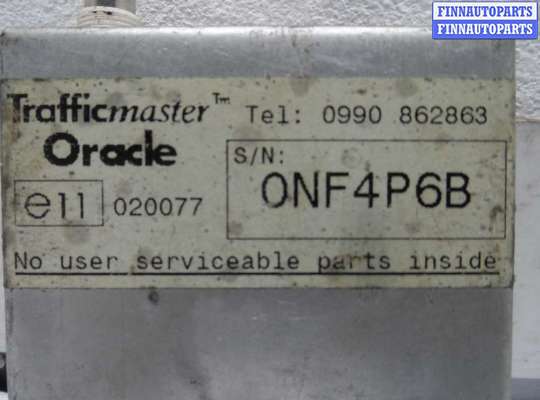 FINNAUTOPARTS
FINNAUTOPARTS
Trafficmaster™ Tel: 0990 862863
Oracle
S/N:
e11 020077
0NF4P6B
No user serviceable parts inside